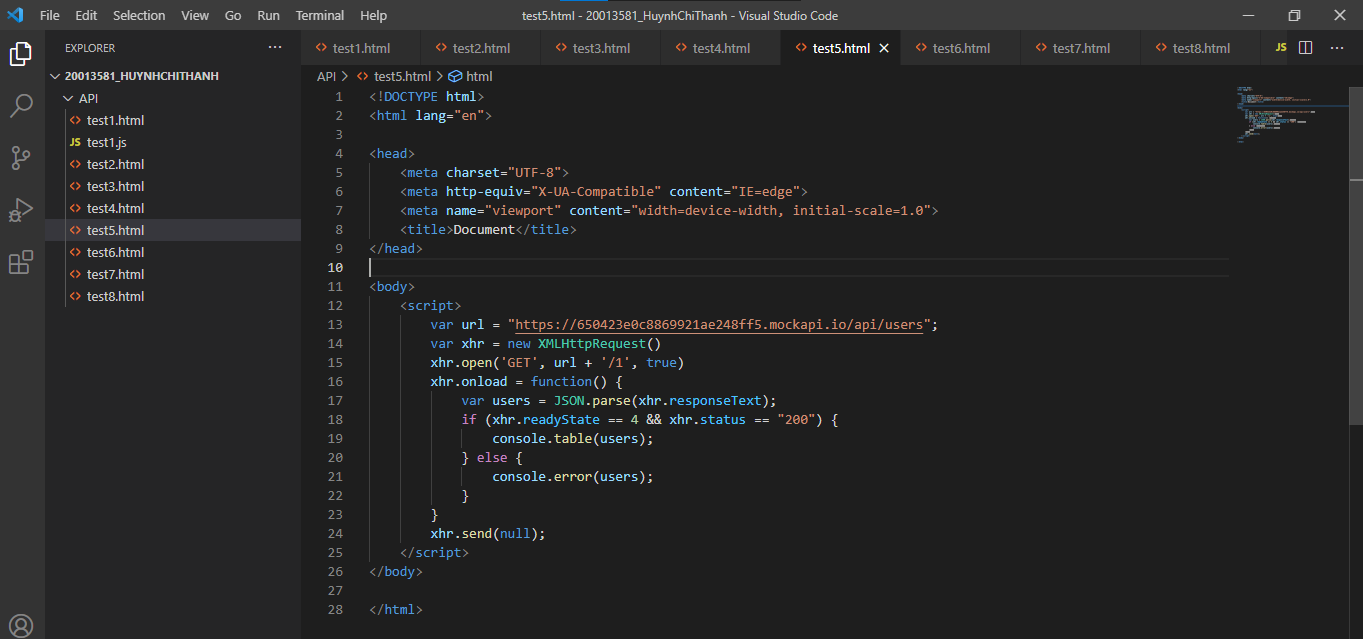 File Edit Selection View Go Run Terminal Help test5.html - 20013581_HuynhChiThanh - Visual Studio Code
EXPLORER ···
20013581_HUYNHCHITHANH
API
test1.html
JS test1.js
test2.html
test3.html
test4.html
test5.html
test6.html
test7.html
test8.html
test1.html test2.html test3.html test4.html test5.html test6.html test7.html test8.html JS ···
API > test5.html > html
1 <!DOCTYPE html>
2 <html lang="en">
3
4 <head>
5     <meta charset="UTF-8">
6     <meta http-equiv="X-UA-Compatible" content="IE=edge">
7     <meta name="viewport" content="width=device-width, initial-scale=1.0">
8     <title>Document</title>
9 </head>
10
11 <body>
12     <script>
13         var url = "https://650423e0c8869921ae248ff5.mockapi.io/api/users";
14         var xhr = new XMLHttpRequest()
15         xhr.open('GET', url + '/1', true)
16         xhr.onload = function() {
17             var users = JSON.parse(xhr.responseText);
18             if (xhr.readyState == 4 && xhr.status == "200") {
19                 console.table(users);
20             } else {
21                 console.error(users);
22             }
23         }
24         xhr.send(null);
25     </script>
26 </body>
27
28 </html>